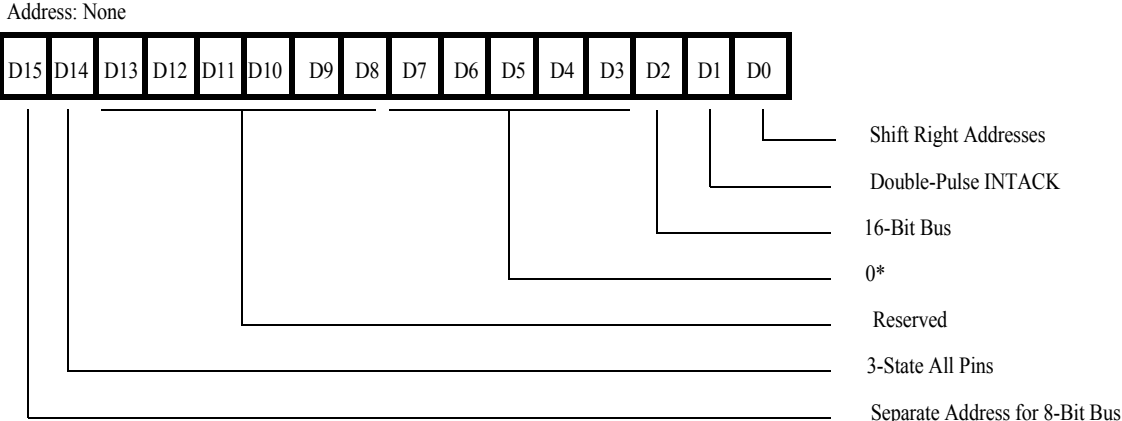 Address: None
D15 D14 D13 D12 D11 D10 D9 D8 D7 D6 D5 D4 D3 D2 D1 D0
Shift Right Addresses
Double-Pulse INTACK
16-Bit Bus
0*
Reserved
3-State All Pins
Separate Address for 8-Bit Bus